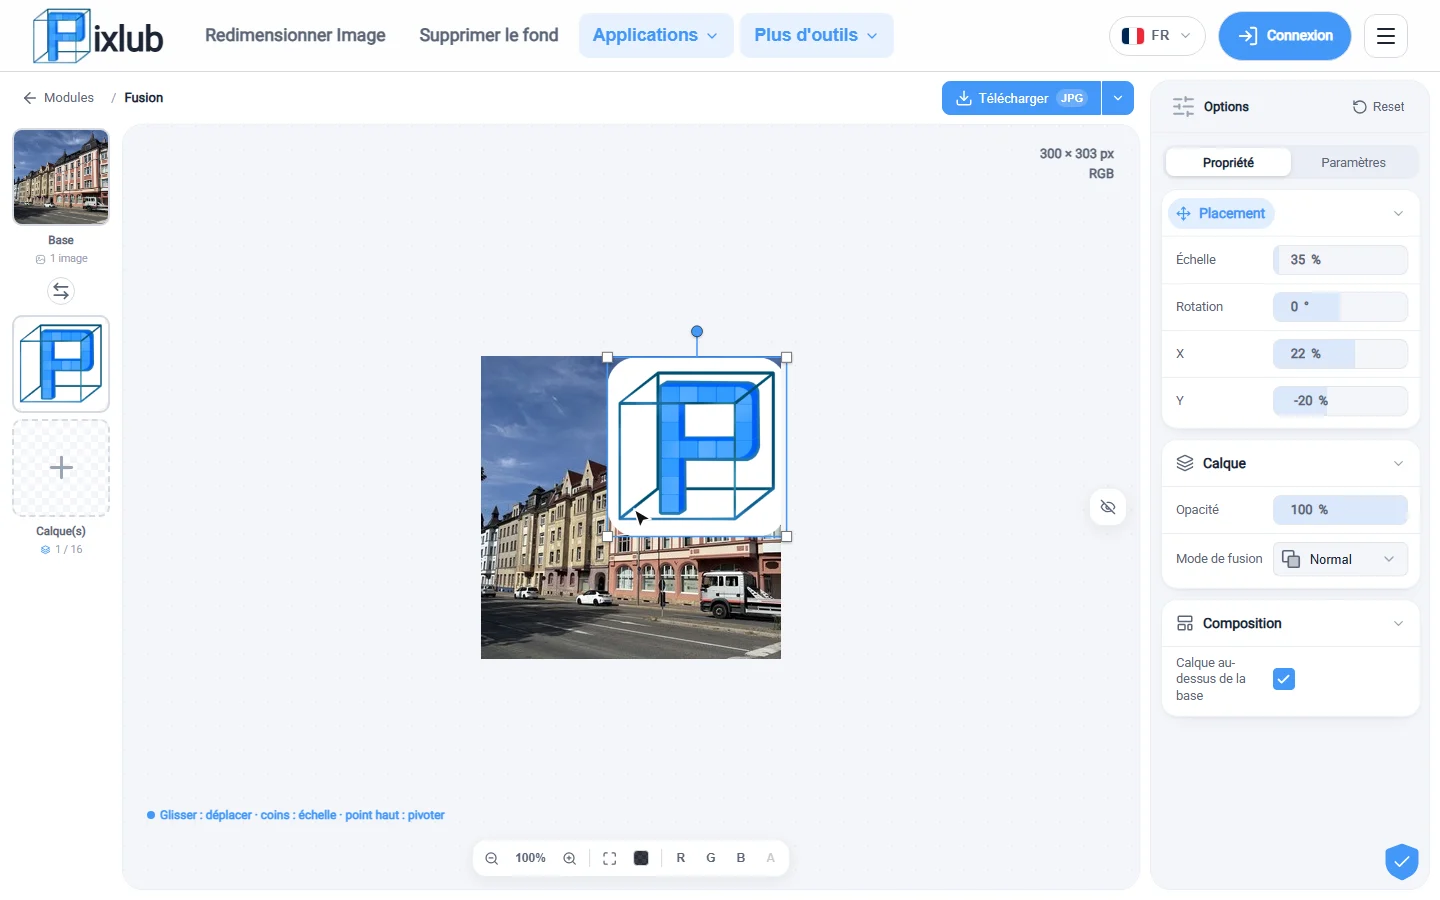 Pixlub
Redimensionner Image
Supprimer le fond
Applications
Plus d'outils
FR
Connexion
Modules / Fusion
Télécharger JPG
Options
Reset
300 × 303 px
RGB
Propriété
Paramètres
Placement
Échelle 35 %
Rotation 0 °
X 22 %
Y -20 %
Base
1 image
Calque(s)
1 / 16
Calque
Opacité 100 %
Mode de fusion Normal
Composition
Calque au-
dessus de la
base
P
Glisser : déplacer · coins : échelle · point haut : pivoter
100% R G B A